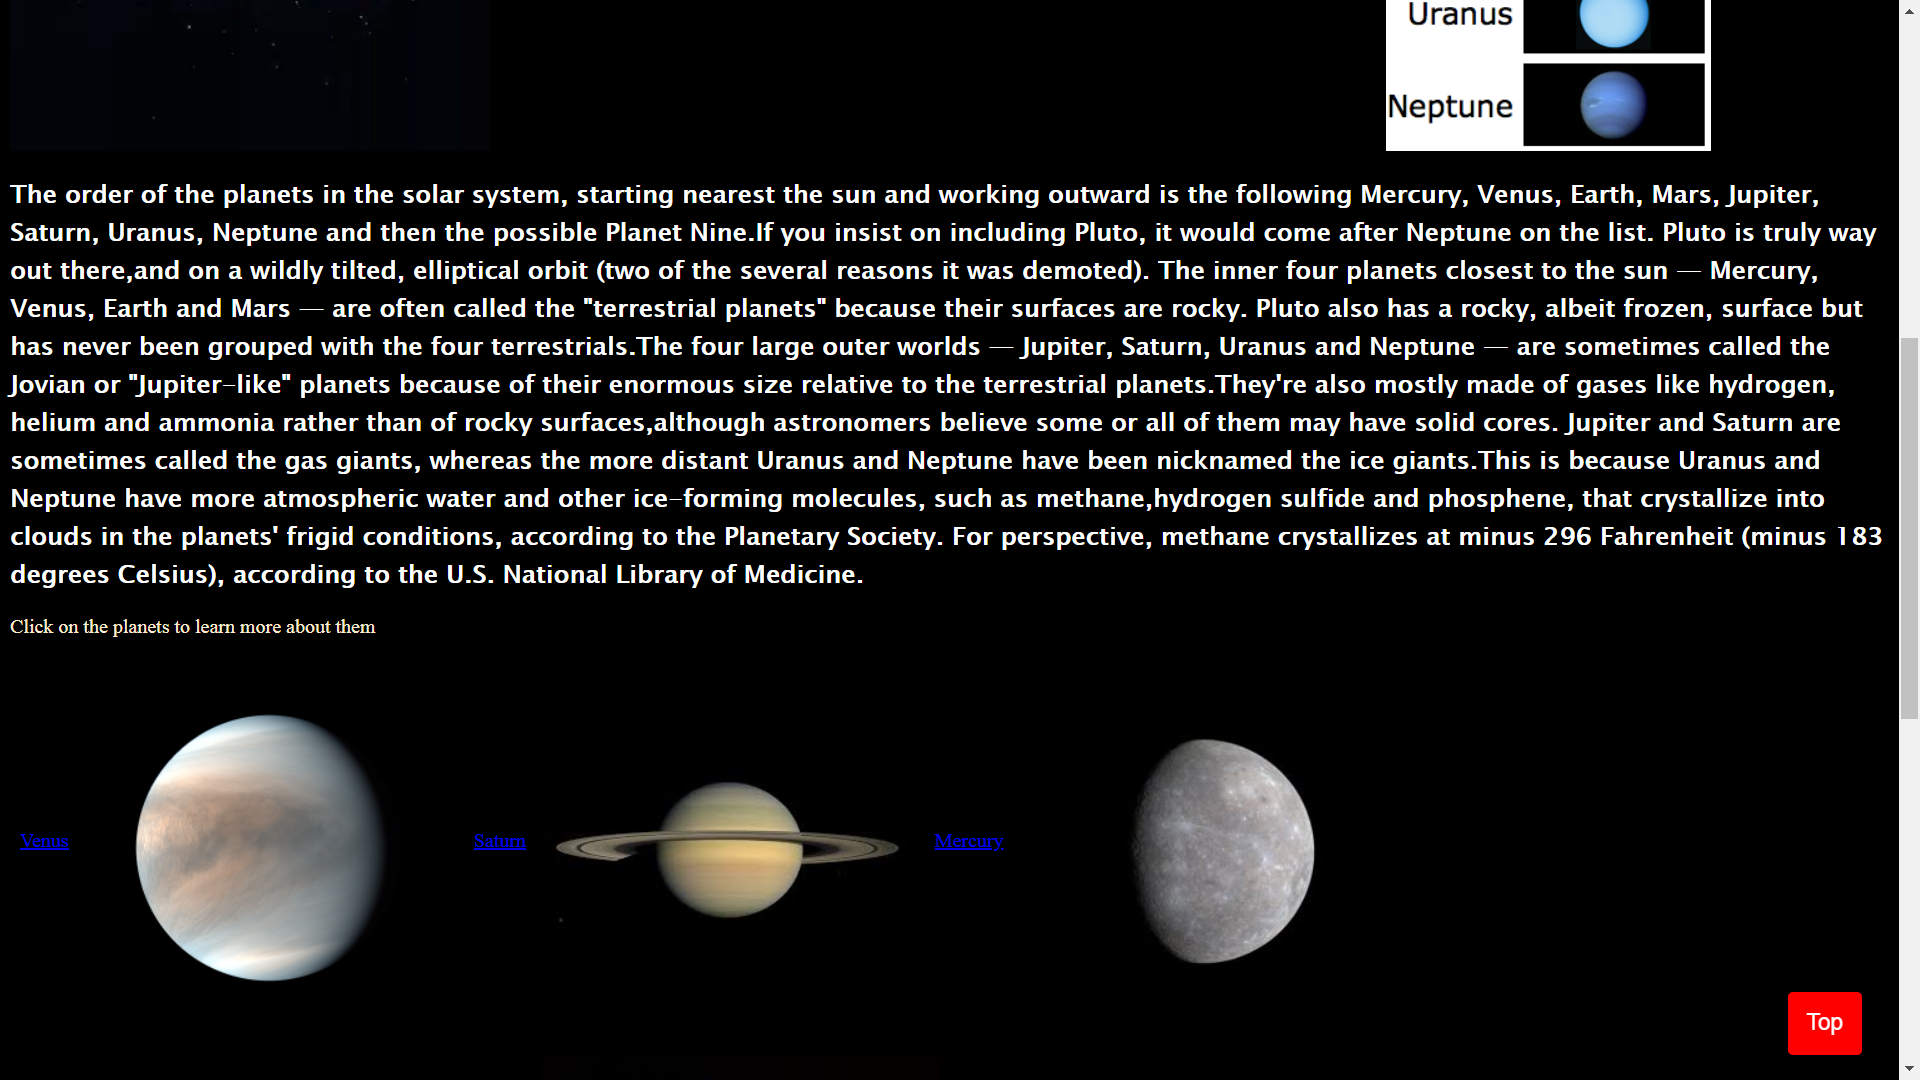 Uranus
Neptune
The order of the planets in the solar system, starting nearest the sun and working outward is the following Mercury, Venus, Earth, Mars, Jupiter,
Saturn, Uranus, Neptune and then the possible Planet Nine.If you insist on including Pluto, it would come after Neptune on the list. Pluto is truly way
out there,and on a wildly tilted, elliptical orbit (two of the several reasons it was demoted). The inner four planets closest to the sun — Mercury,
Venus, Earth and Mars — are often called the "terrestrial planets" because their surfaces are rocky. Pluto also has a rocky, albeit frozen, surface but
has never been grouped with the four terrestrials.The four large outer worlds — Jupiter, Saturn, Uranus and Neptune — are sometimes called the
Jovian or "Jupiter-like" planets because of their enormous size relative to the terrestrial planets.They're also mostly made of gases like hydrogen,
helium and ammonia rather than of rocky surfaces,although astronomers believe some or all of them may have solid cores. Jupiter and Saturn are
sometimes called the gas giants, whereas the more distant Uranus and Neptune have been nicknamed the ice giants.This is because Uranus and
Neptune have more atmospheric water and other ice-forming molecules, such as methane,hydrogen sulfide and phosphene, that crystallize into
clouds in the planets' frigid conditions, according to the Planetary Society. For perspective, methane crystallizes at minus 296 Fahrenheit (minus 183
degrees Celsius), according to the U.S. National Library of Medicine.
Click on the planets to learn more about them
Venus
Saturn
Mercury
Top